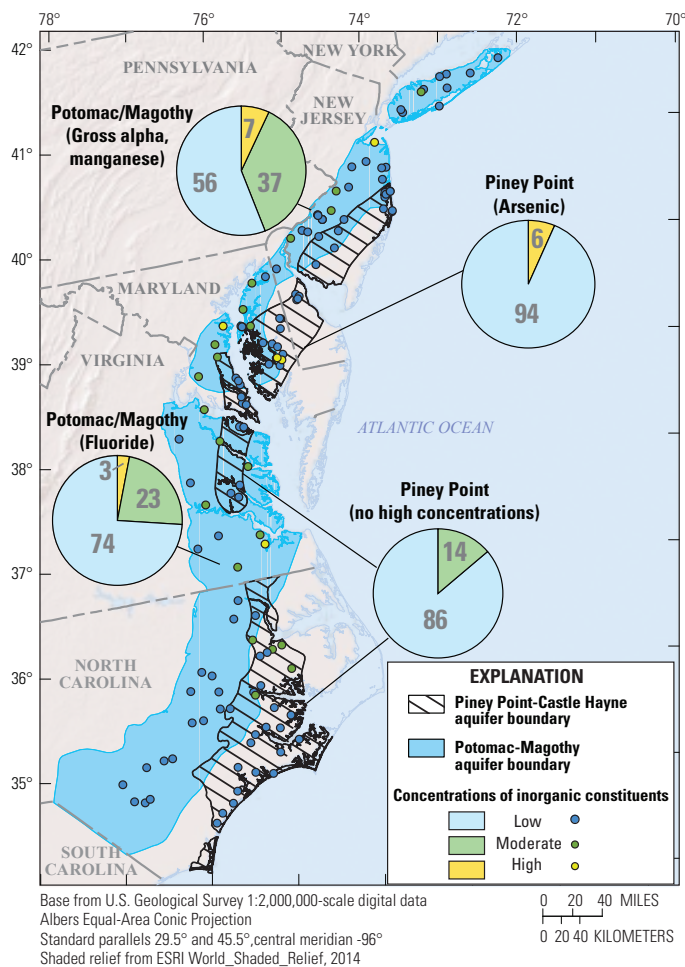 78°
76°
74°
72°
70°
42°
41°
40°
39°
38°
37°
36°
35°
NEW YORK
PENNSYLVANIA
NEW
JERSEY
Potomac/Magothy
(Gross alpha,
manganese)
7
56
37
Piney Point
(Arsenic)
6
94
MARYLAND
VIRGINIA
Potomac/Magothy
(Fluoride)
3
23
74
ATLANTIC OCEAN
Piney Point
(no high concentrations)
14
86
NORTH
CAROLINA
SOUTH
CAROLINA
EXPLANATION
Piney Point-Castle Hayne
aquifer boundary
Potomac-Magothy
aquifer boundary
Concentrations of inorganic constituents
Low
Moderate
High
Base from U.S. Geological Survey 1:2,000,000-scale digital data
Albers Equal-Area Conic Projection
Standard parallels 29.5° and 45.5°,central meridian -96°
Shaded relief from ESRI World_Shaded_Relief, 2014
0 20 40 MILES
0 20 40 KILOMETERS